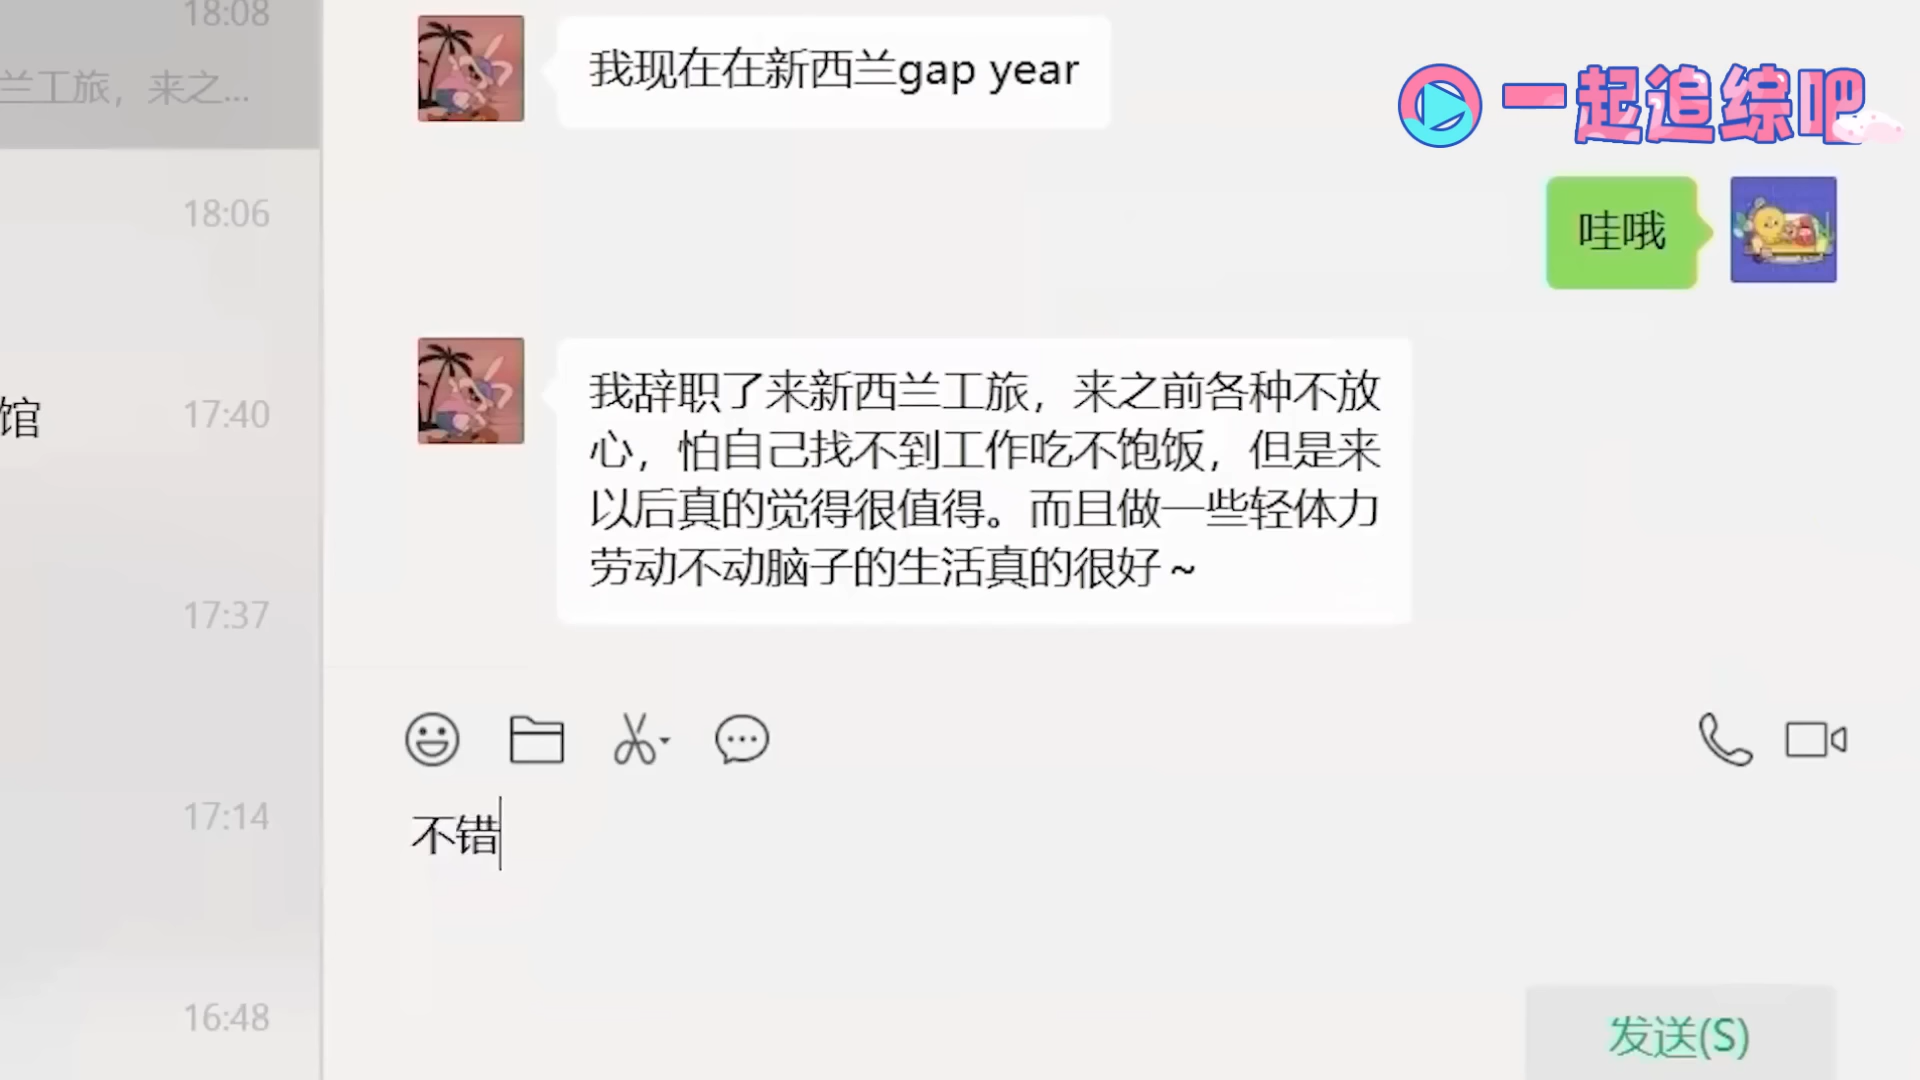 18:08
兰工旅，来之...
18:06
馆
17:40
17:37
17:14
16:48
我现在在新西兰gap year
一起追综吧
哇哦
我辞职了来新西兰工旅，来之前各种不放
心，怕自己找不到工作吃不饱饭，但是来
以后真的觉得很值得。而且做一些轻体力
劳动不动脑子的生活真的很好~
不错
发送(S)